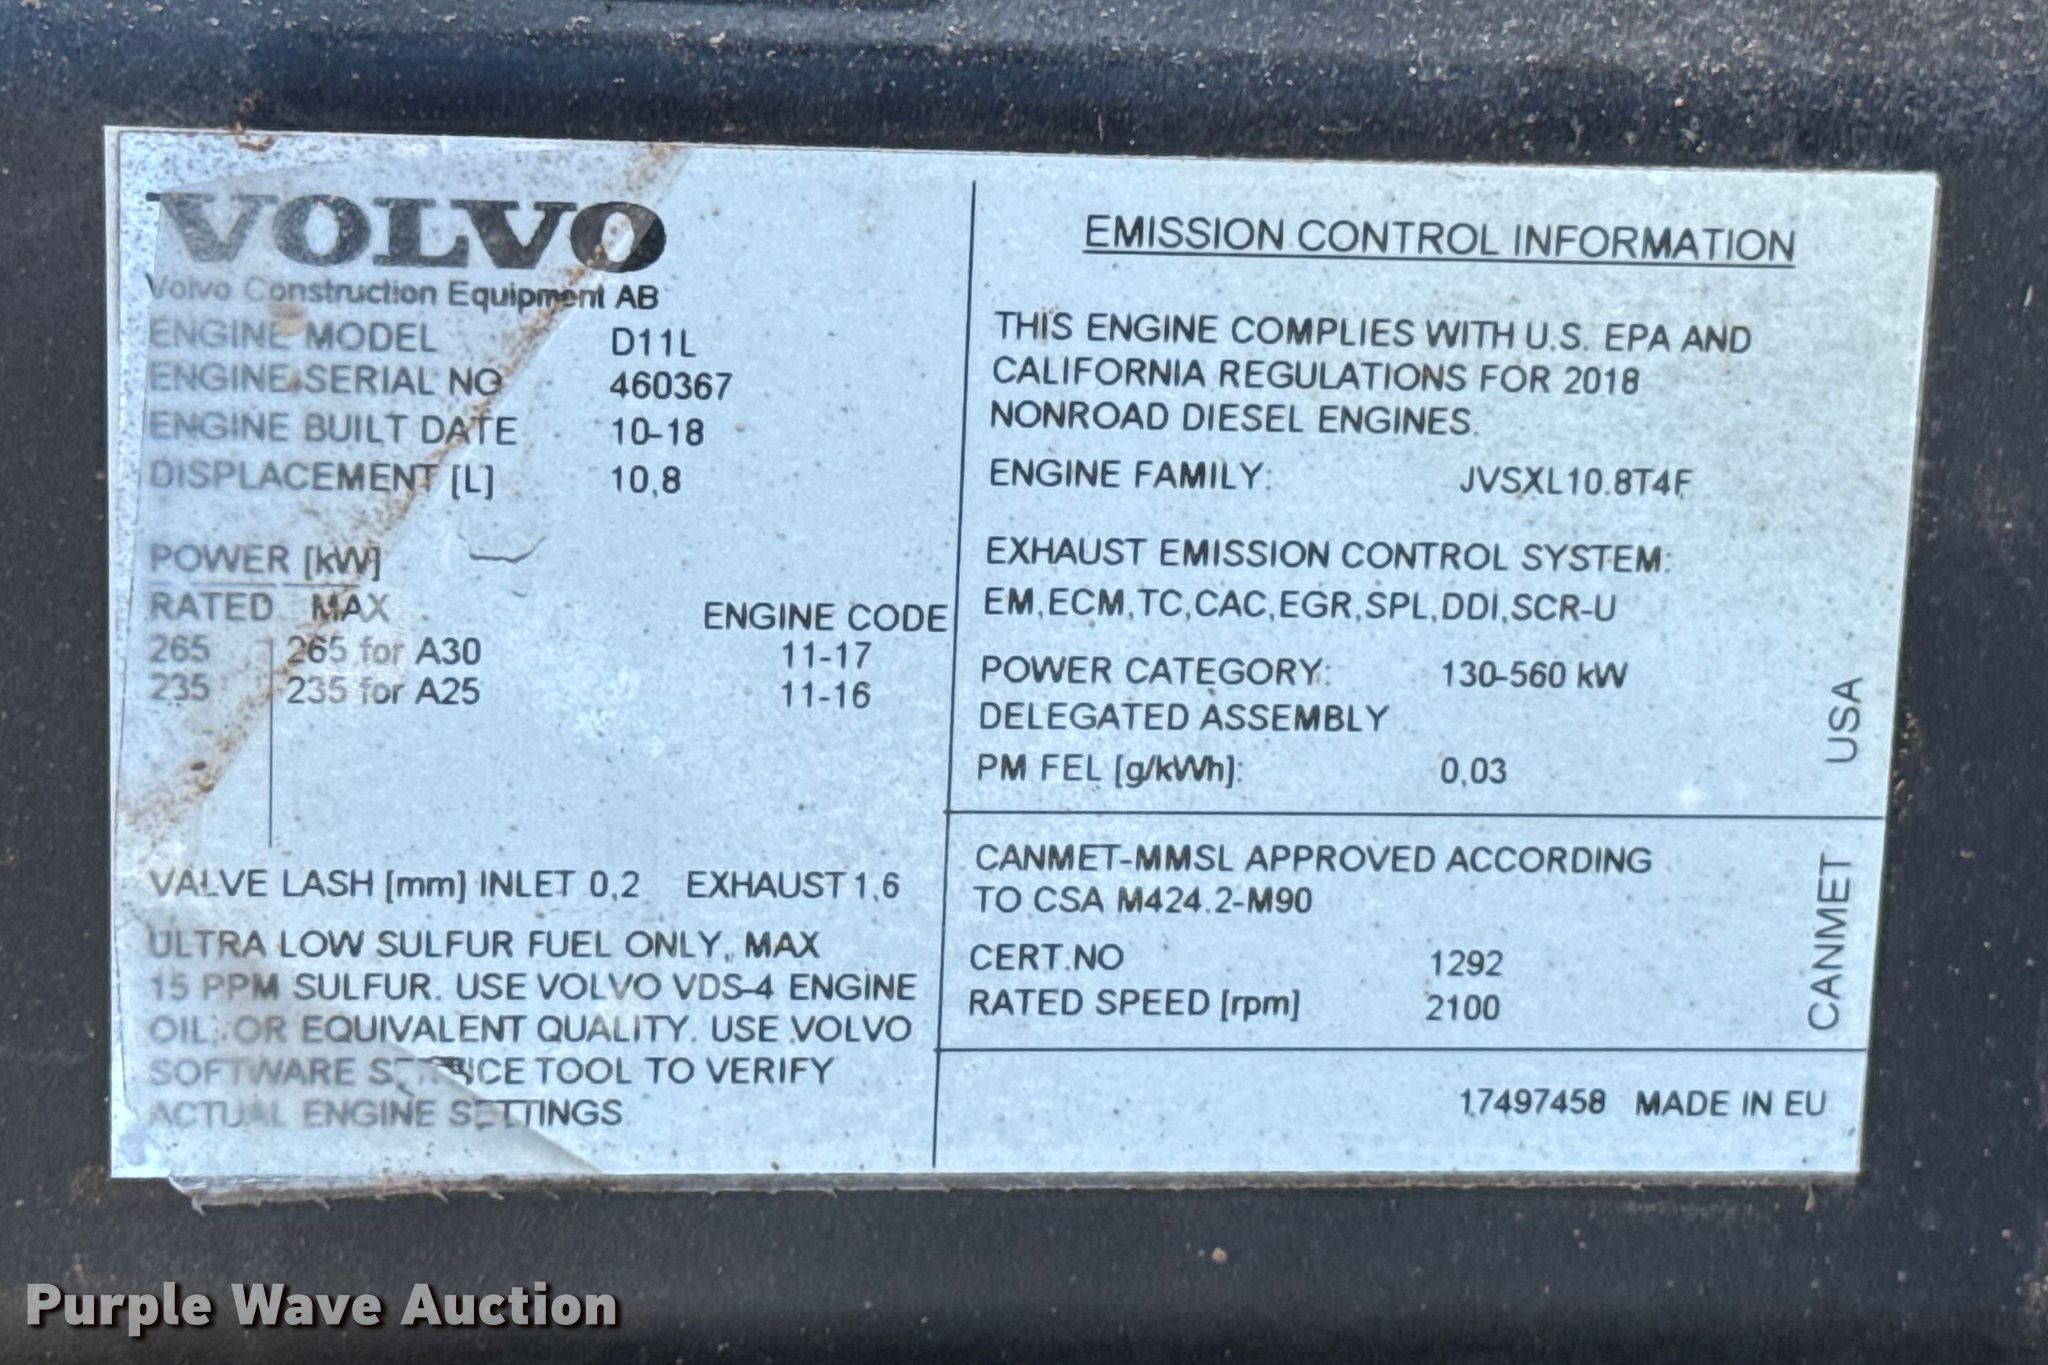 VOLVO
Volvo Construction Equipment AB
ENGINE MODEL D11L
ENGINE SERIAL NO 460367
ENGINE BUILT DATE 10-18
DISPLACEMENT [L] 10,8
POWER [kW]
RATED MAX ENGINE CODE
265 265 for A30 11-17
235 235 for A25 11-16
VALVE LASH [mm] INLET 0,2 EXHAUST 1,6
ULTRA LOW SULFUR FUEL ONLY, MAX
15 PPM SULFUR. USE VOLVO VDS-4 ENGINE
OIL, OR EQUIVALENT QUALITY. USE VOLVO
SOFTWARE SERVICE TOOL TO VERIFY
ACTUAL ENGINE SETTINGS
EMISSION CONTROL INFORMATION
THIS ENGINE COMPLIES WITH U.S. EPA AND
CALIFORNIA REGULATIONS FOR 2018
NONROAD DIESEL ENGINES.
ENGINE FAMILY: JVSXL10.8T4F
EXHAUST EMISSION CONTROL SYSTEM:
EM,ECM,TC,CAC,EGR,SPL,DDI,SCR-U
POWER CATEGORY: 130-560 kW
DELEGATED ASSEMBLY
PM FEL [g/kWh]: 0,03
USA
CANMET-MMSL APPROVED ACCORDING
TO CSA M424.2-M90
CERT.NO 1292
RATED SPEED [rpm] 2100
CANMET
17497458 MADE IN EU
Purple Wave Auction